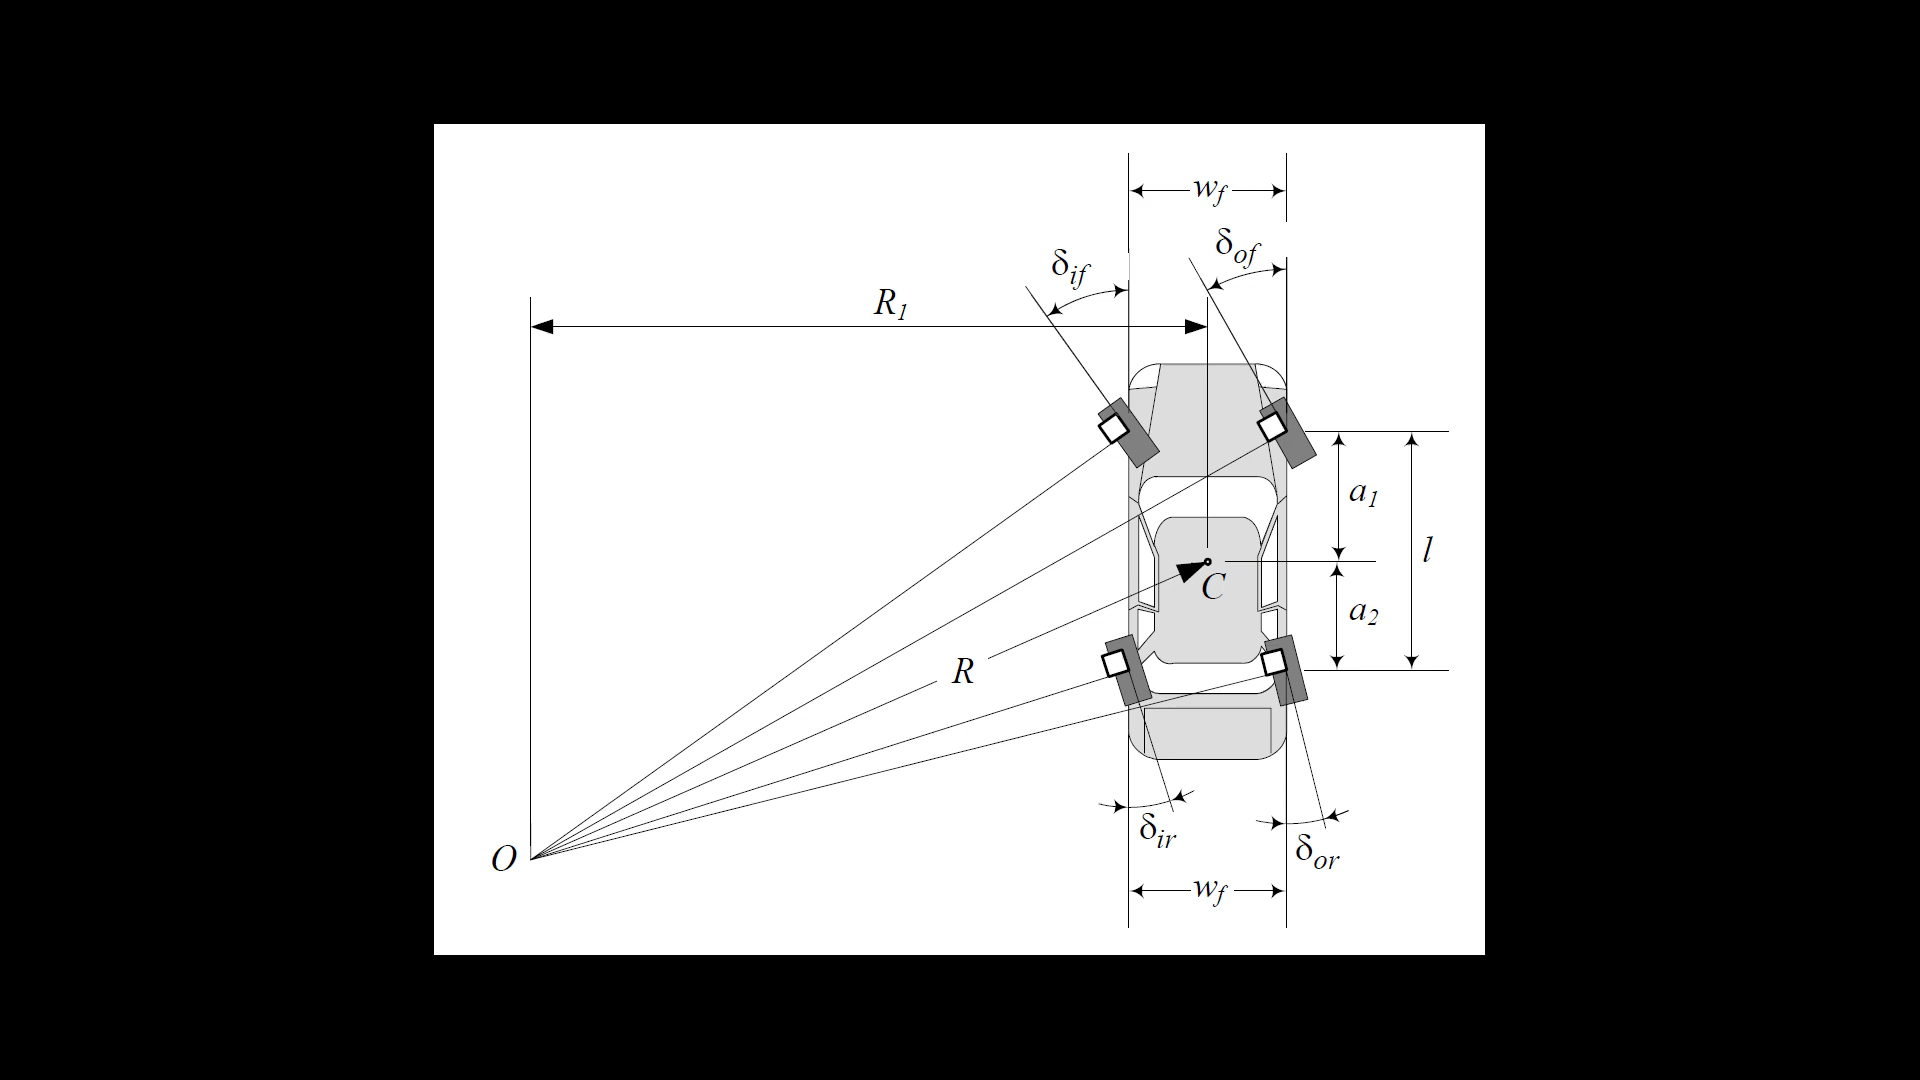 w_f
δ_of
δ_if
R_1
a_1
l
C
a_2
R
δ_ir
O
δ_or
w_f